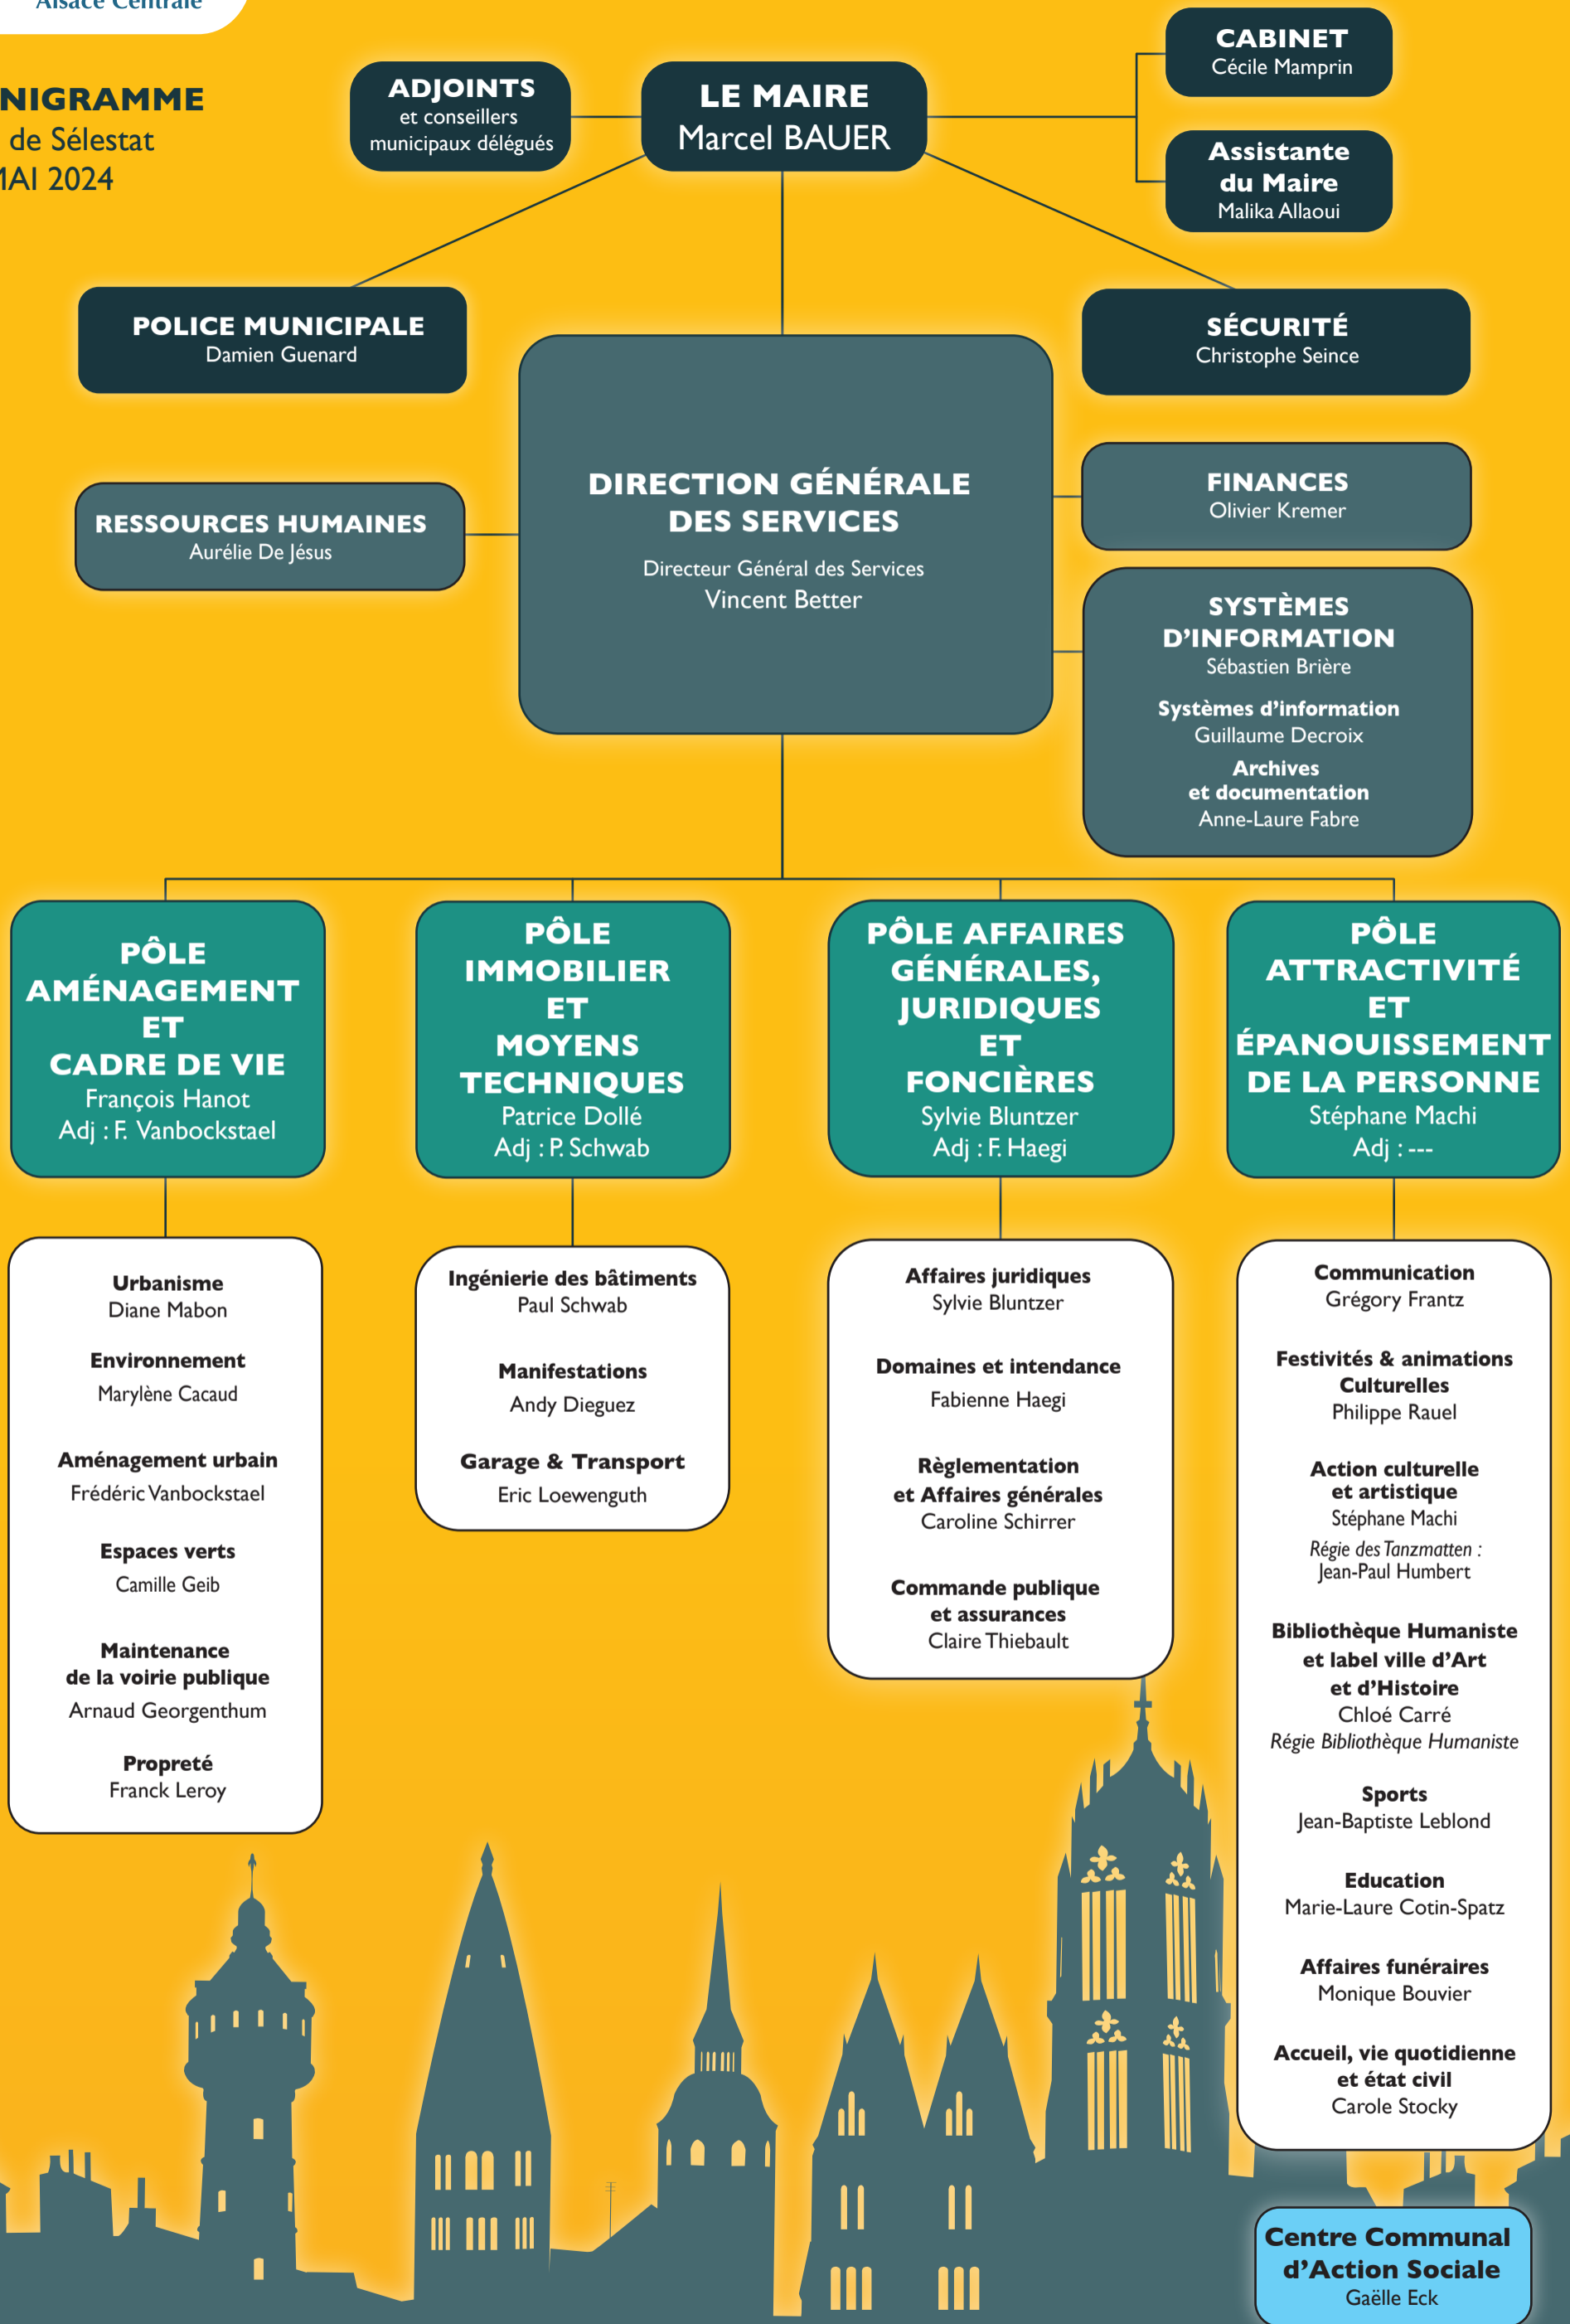 Alsace Centrale
NIGRAMME
de Sélestat
MAI 2024
ADJOINTS
et conseillers
municipaux délégués
LE MAIRE
Marcel BAUER
CABINET
Cécile Mamprin
Assistante
du Maire
Malika Allaoui
POLICE MUNICIPALE
Damien Guenard
SÉCURITÉ
Christophe Seince
RESSOURCES HUMAINES
Aurélie De Jésus
DIRECTION GÉNÉRALE
DES SERVICES
Directeur Général des Services
Vincent Better
FINANCES
Olivier Kremer
SYSTÈMES
D’INFORMATION
Sébastien Brière
Systèmes d’information
Guillaume Decroix
Archives
et documentation
Anne-Laure Fabre
PÔLE
AMÉNAGEMENT
ET
CADRE DE VIE
François Hanot
Adj : F. Vanbockstael
PÔLE
IMMOBILIER
ET
MOYENS
TECHNIQUES
Patrice Dollé
Adj : P. Schwab
PÔLE AFFAIRES
GÉNÉRALES,
JURIDIQUES
ET
FONCIÈRES
Sylvie Bluntzer
Adj : F. Haegi
PÔLE
ATTRACTIVITÉ
ET
ÉPANOUISSEMENT
DE LA PERSONNE
Stéphane Machi
Adj : ---
Urbanisme
Diane Mabon
Environnement
Marylène Cacaud
Aménagement urbain
Frédéric Vanbockstael
Espaces verts
Camille Geib
Maintenance
de la voirie publique
Arnaud Georgenthum
Propreté
Franck Leroy
Ingénierie des bâtiments
Paul Schwab
Manifestations
Andy Dieguez
Garage & Transport
Eric Loewenguth
Affaires juridiques
Sylvie Bluntzer
Domaines et intendance
Fabienne Haegi
Règlementation
et Affaires générales
Caroline Schirrer
Commande publique
et assurances
Claire Thiebault
Communication
Grégory Frantz
Festivités & animations
Culturelles
Philippe Rauel
Action culturelle
et artistique
Stéphane Machi
Régie des Tanzmatten :
Jean-Paul Humbert
Bibliothèque Humaniste
et label ville d’Art
et d’Histoire
Chloé Carré
Régie Bibliothèque Humaniste
Sports
Jean-Baptiste Leblond
Education
Marie-Laure Cotin-Spatz
Affaires funéraires
Monique Bouvier
Accueil, vie quotidienne
et état civil
Carole Stocky
Centre Communal
d’Action Sociale
Gaëlle Eck